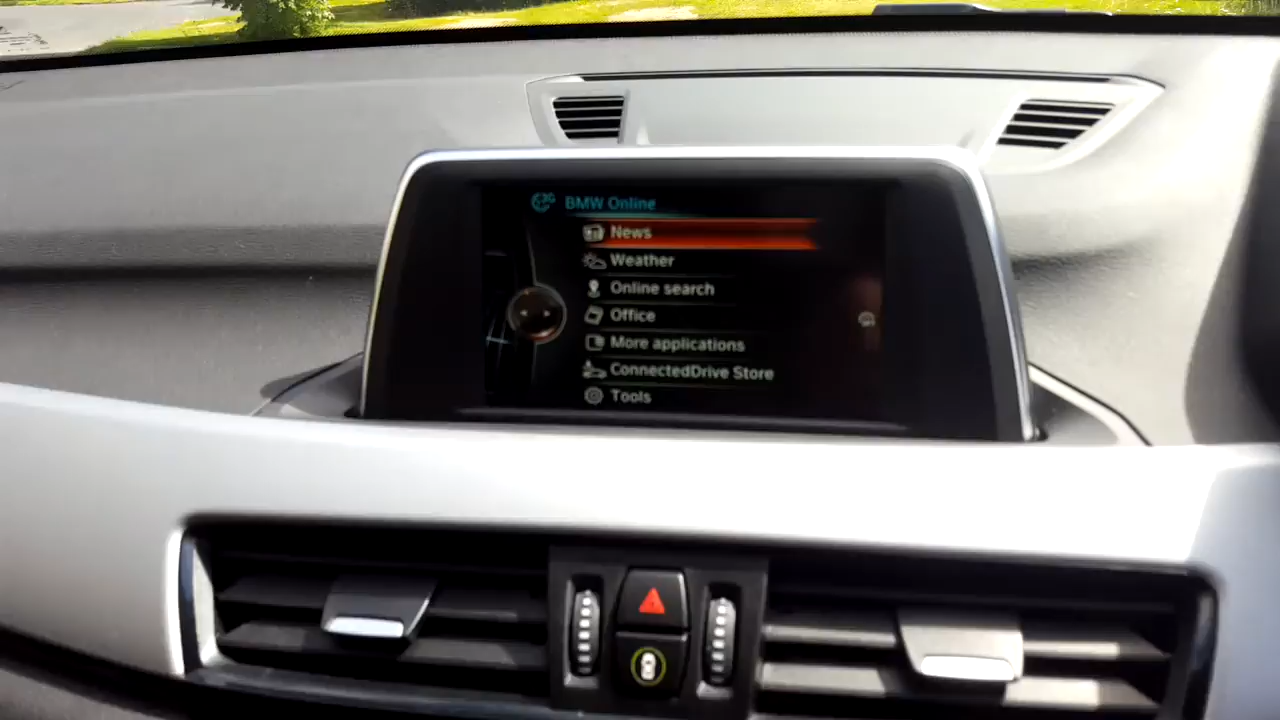 BMW Online
News
Weather
Online search
Office
More applications
ConnectedDrive Store
Tools